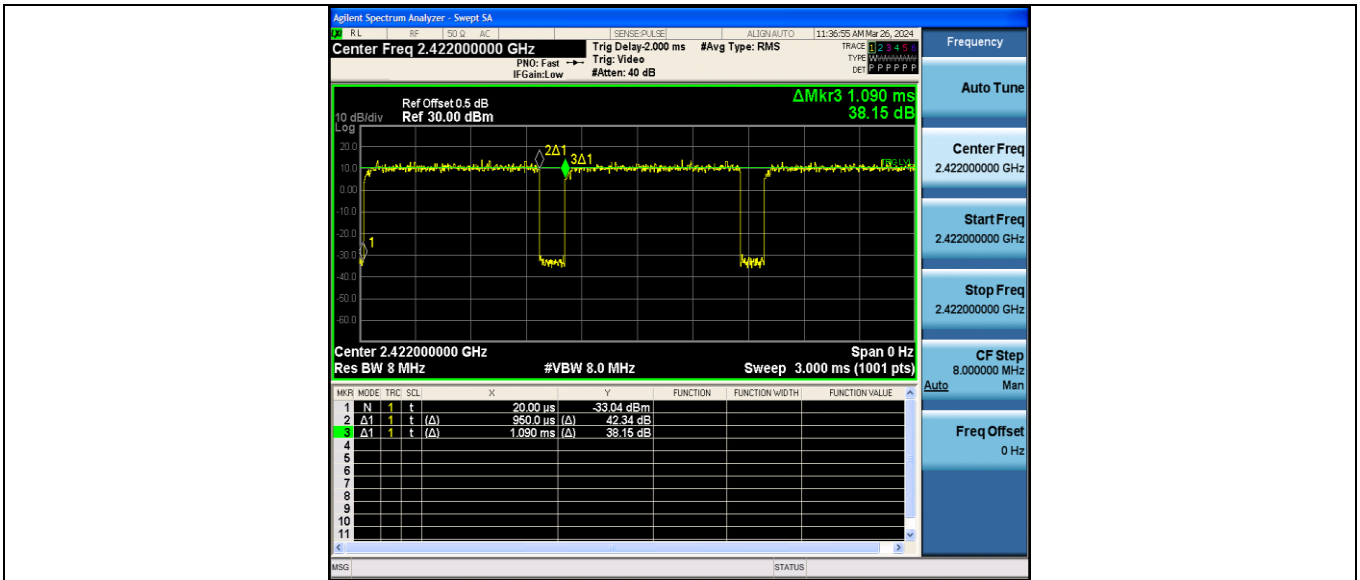 Agilent Spectrum Analyzer - Swept SA
LXI RL RF 50 Ω AC SENSE:PULSE ALIGNAUTO 11:36:55 AM Mar 26, 2024
Center Freq 2.422000000 GHz
Trig Delay-2.000 ms #Avg Type: RMS
TRACE 1 2 3 4 5 6
PNO: Fast Trig: Video
TYPE
IFGain:Low #Atten: 40 dB
DET P P P P P P
ΔMkr3 1.090 ms
38.15 dB
Ref Offset 0.5 dB
10 dB/div Ref 30.00 dBm
Log
20.0
10.0
0.00
-10.0
-20.0
-30.0
-40.0
-50.0
-60.0
1
2Δ1
3Δ1
TRIG LVL
Center 2.422000000 GHz Span 0 Hz
Res BW 8 MHz #VBW 8.0 MHz Sweep 3.000 ms (1001 pts)
MKR MODE TRC SCL X Y FUNCTION FUNCTION WIDTH FUNCTION VALUE
1 N 1 t 20.00 µs -33.04 dBm
2 Δ1 1 t (Δ) 950.0 µs (Δ) 42.34 dB
3 Δ1 1 t (Δ) 1.090 ms (Δ) 38.15 dB
4
5
6
7
8
9
10
11
MSG STATUS
Frequency
Auto Tune
Center Freq
2.422000000 GHz
Start Freq
2.422000000 GHz
Stop Freq
2.422000000 GHz
CF Step
8.000000 MHz
Auto Man
Freq Offset
0 Hz